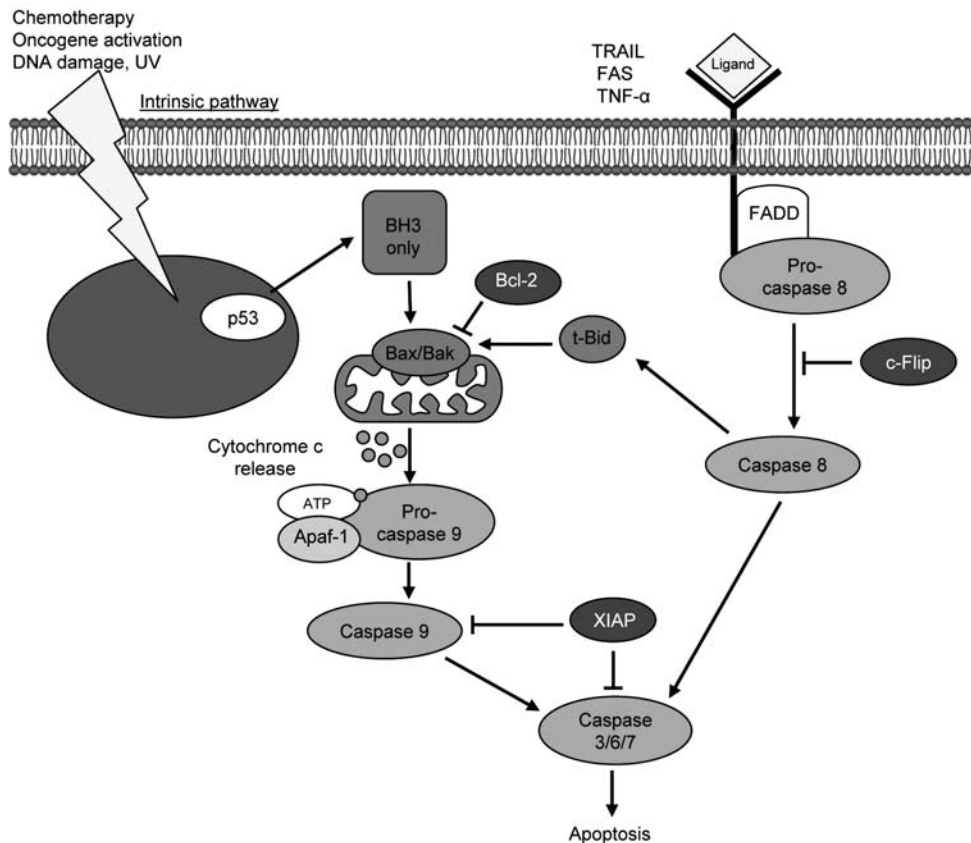 Chemotherapy
Oncogene activation
DNA damage, UV
Intrinsic pathway
TRAIL
FAS
TNF-α
Ligand
FADD
BH3
only
Pro-
caspase 8
p53
Bcl-2
t-Bid
Bax/Bak
c-Flip
Cytochrome c
release
Caspase 8
ATP
Apaf-1
Pro-
caspase 9
Caspase 9
XIAP
Caspase
3/6/7
Apoptosis